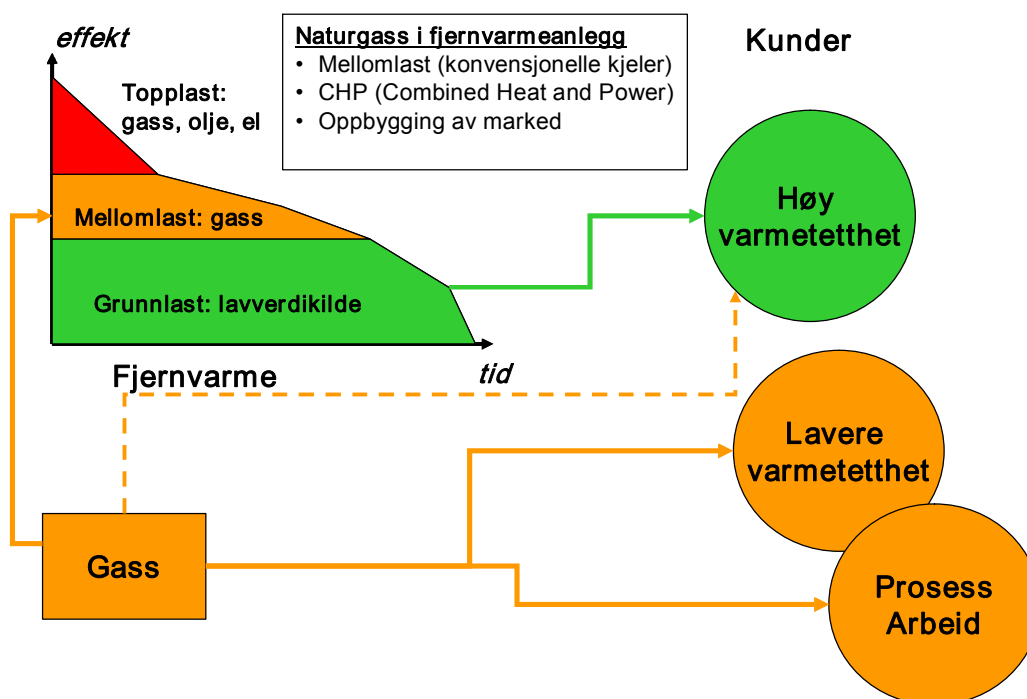 effekt
Topplast:
gass, olje, el
Mellomlast: gass
Grunnlast: lavverdikilde
tid
Fjernvarme
Naturgass i fjernvarmeanlegg
• Mellomlast (konvensjonelle kjeler)
• CHP (Combined Heat and Power)
• Oppbygging av marked
Kunder
Høy
varmetetthet
Lavere
varmetetthet
Prosess
Arbeid
Gass